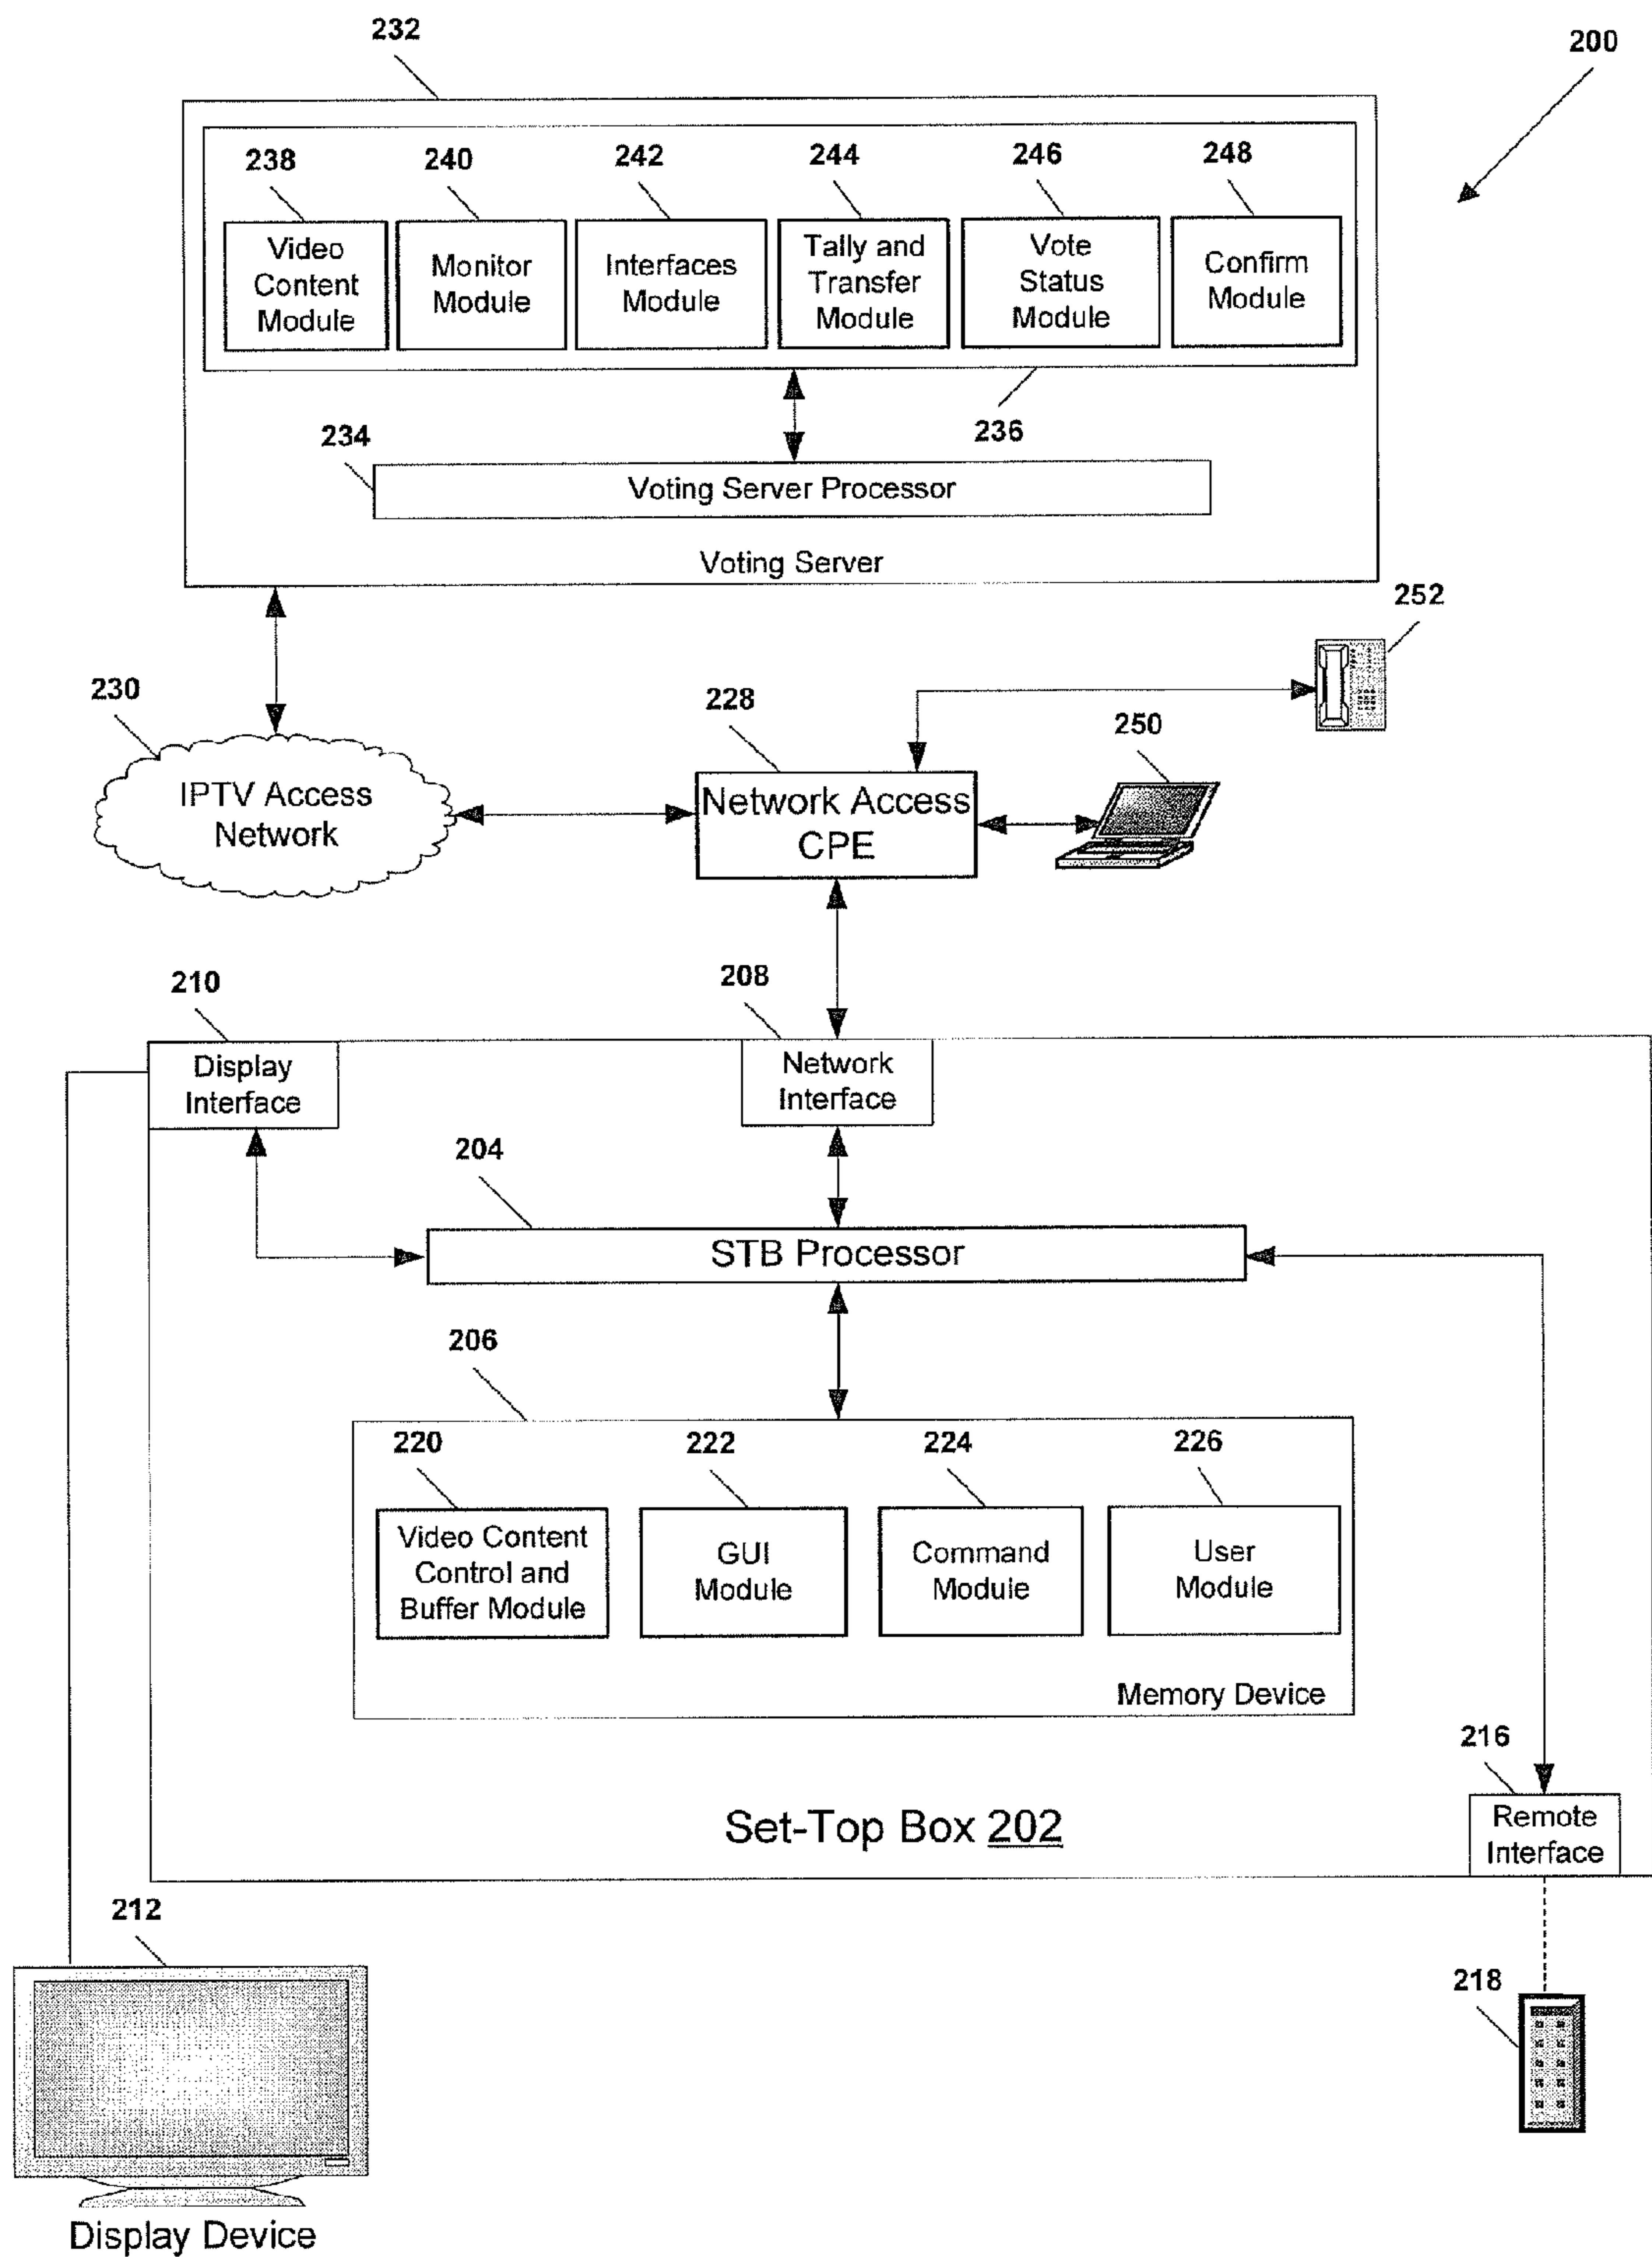 232
200
238
240
242
244
246
248
Video
Content
Module
Monitor
Module
Interfaces
Module
Tally and
Transfer
Module
Vote
Status
Module
Confirm
Module
234
236
Voting Server Processor
Voting Server
252
230
228
250
IPTV Access
Network
Network Access
CPE
210
208
Display
Interface
Network
Interface
204
STB Processor
206
220
222
224
226
Video Content
Control and
Buffer Module
GUI
Module
Command
Module
User
Module
Memory Device
216
Set-Top Box 202
Remote
Interface
212
218
Display Device